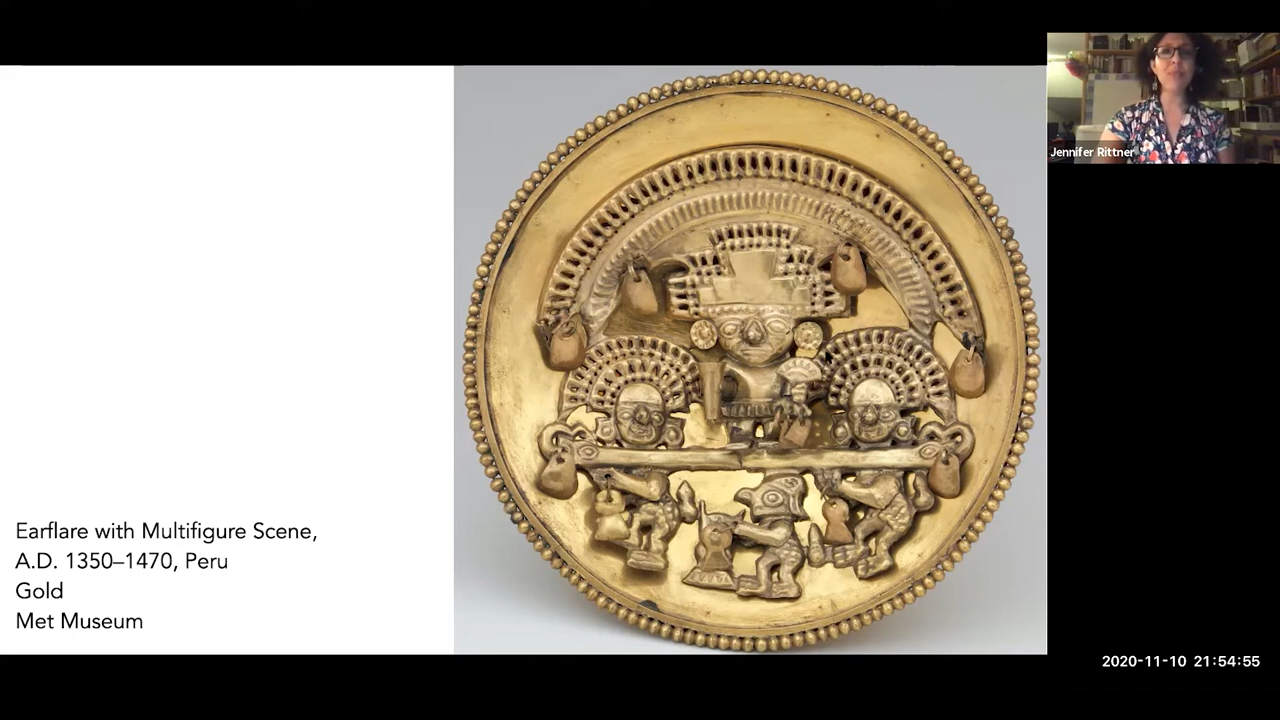 Jennifer Rittner
Earflare with Multifigure Scene,
A.D. 1350–1470, Peru
Gold
Met Museum
2020-11-10 21:54:55